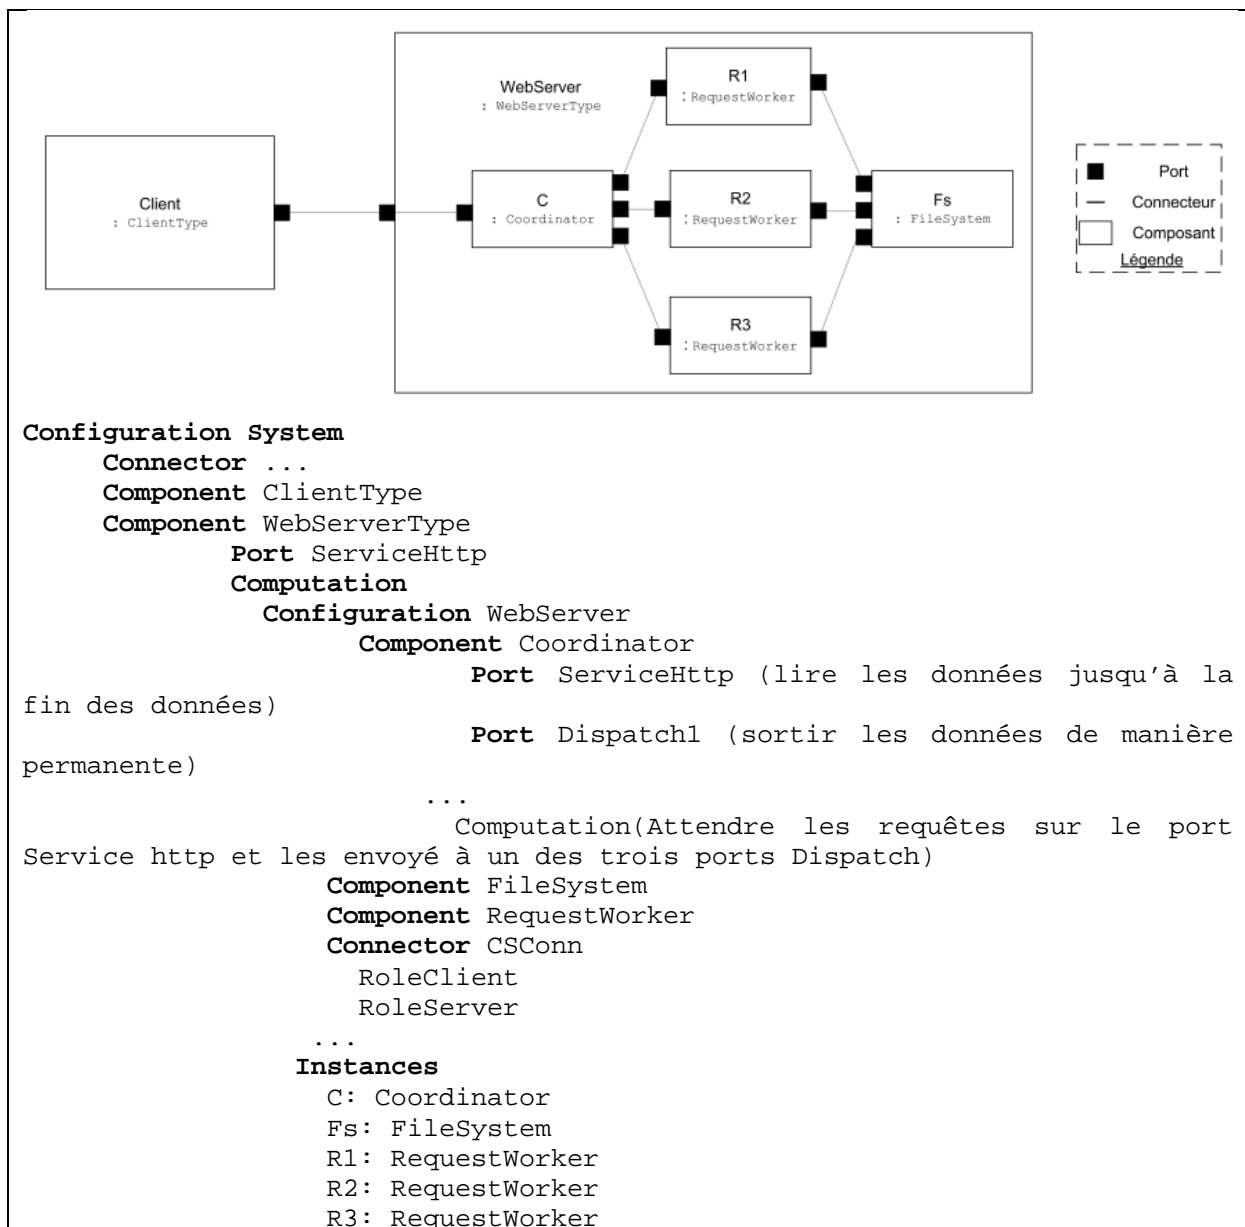 WebServer
: WebServerType
R1
: RequestWorker
Client
: ClientType
C
: Coordinator
R2
: RequestWorker
Fs
: FileSystem
R3
: RequestWorker
Port
Connecteur
Composant
Légende
Configuration System
Connector ...
Component ClientType
Component WebServerType
Port ServiceHttp
Computation
Configuration WebServer
Component Coordinator
Port ServiceHttp (lire les données jusqu’à la
fin des données)
Port Dispatch1 (sortir les données de manière
permanente)
...
Computation(Attendre les requêtes sur le port
Service http et les envoyé à un des trois ports Dispatch)
Component FileSystem
Component RequestWorker
Connector CSConn
RoleClient
RoleServer
...
Instances
C: Coordinator
Fs: FileSystem
R1: RequestWorker
R2: RequestWorker
R3: RequestWorker